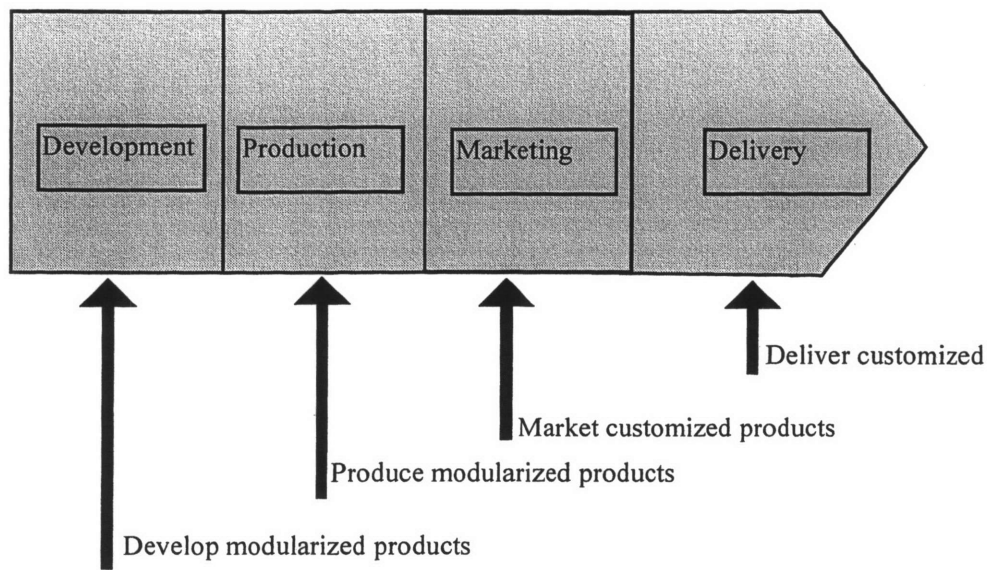 Development
Production
Marketing
Delivery
Deliver customized
Market customized products
Produce modularized products
Develop modularized products